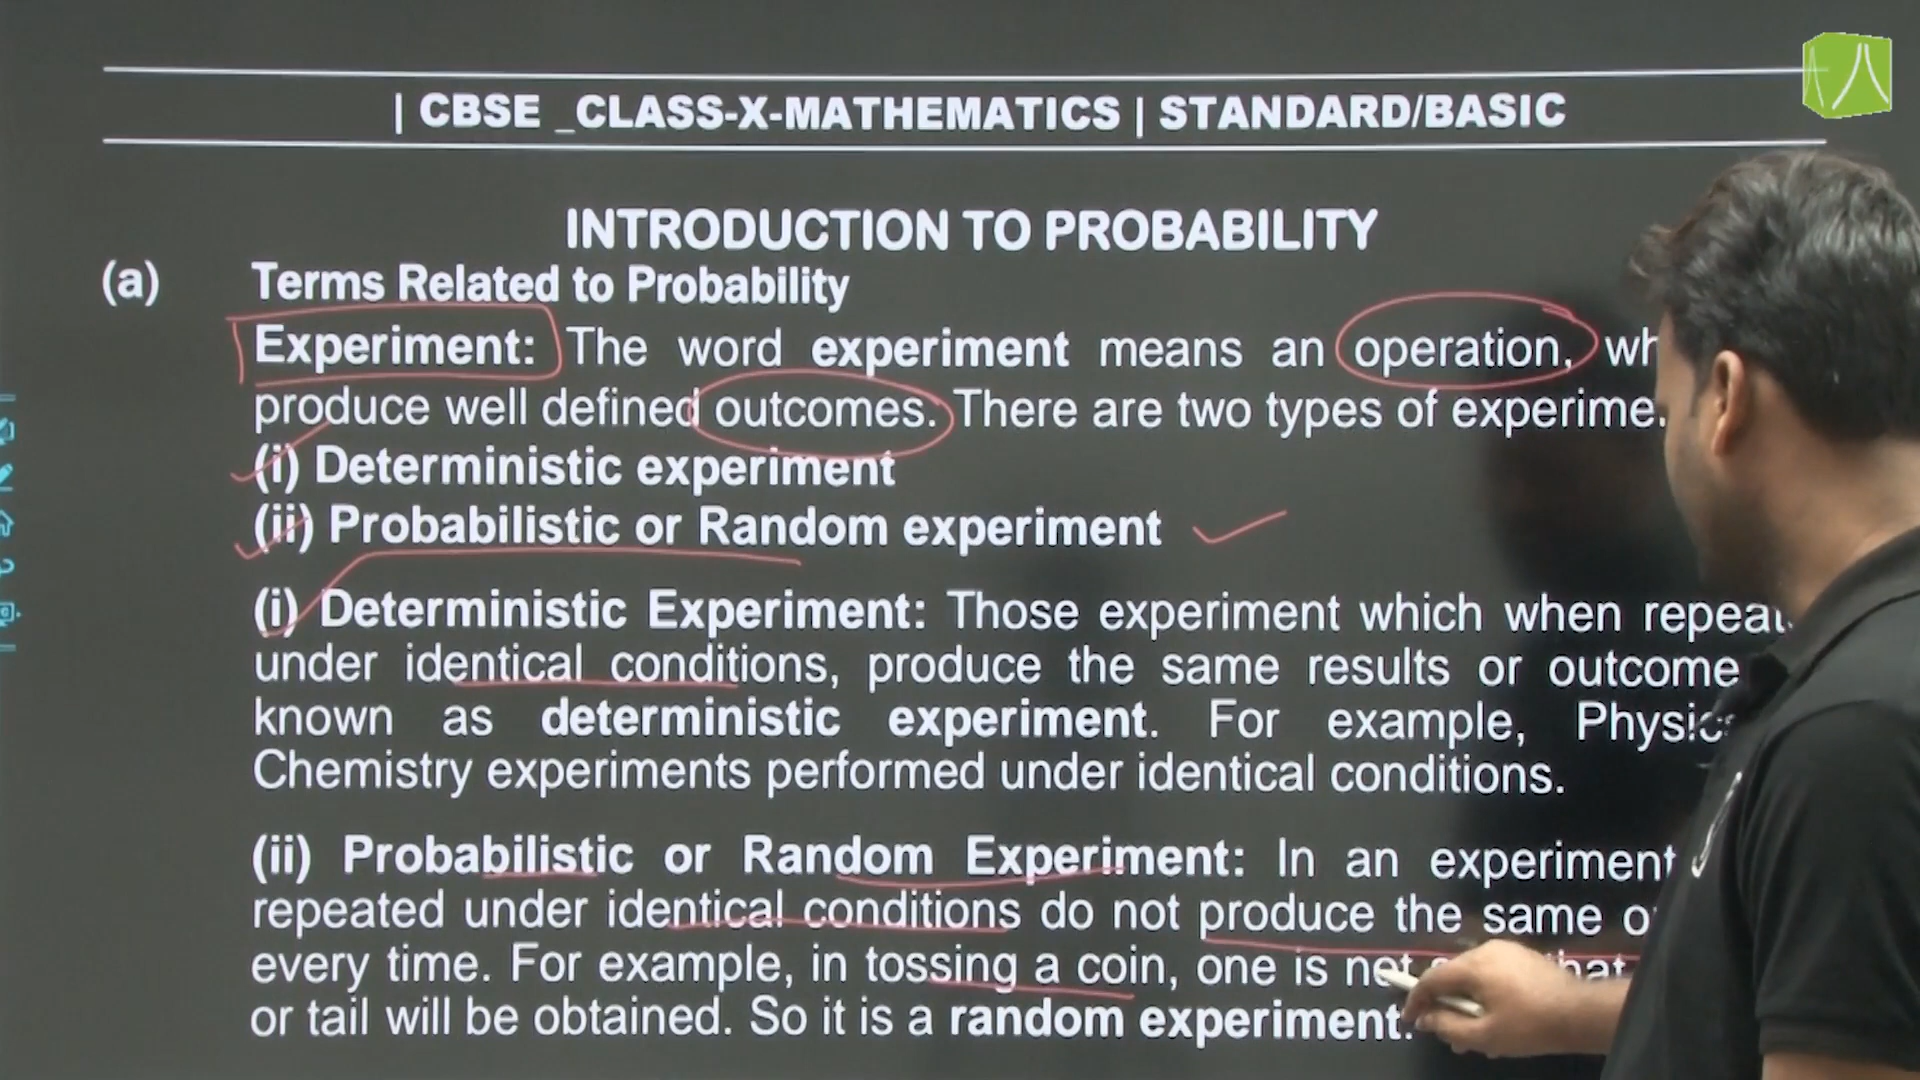 | CBSE _CLASS-X-MATHEMATICS | STANDARD/BASIC
INTRODUCTION TO PROBABILITY
(a) Terms Related to Probability
Experiment: The word experiment means an operation,
produce well defined outcomes. There are two types of
(i) Deterministic experiment
(ii) Probabilistic or Random experiment
(i) Deterministic Experiment: Those experiment which when
under identical conditions, produce the same results or outcome
known as deterministic experiment. For example,
Chemistry experiments performed under identical conditions.
(ii) Probabilistic or Random Experiment: In an experiment
repeated under identical conditions do not produce the same
every time. For example, in tossing a coin, one is
or tail will be obtained. So it is a random experiment.